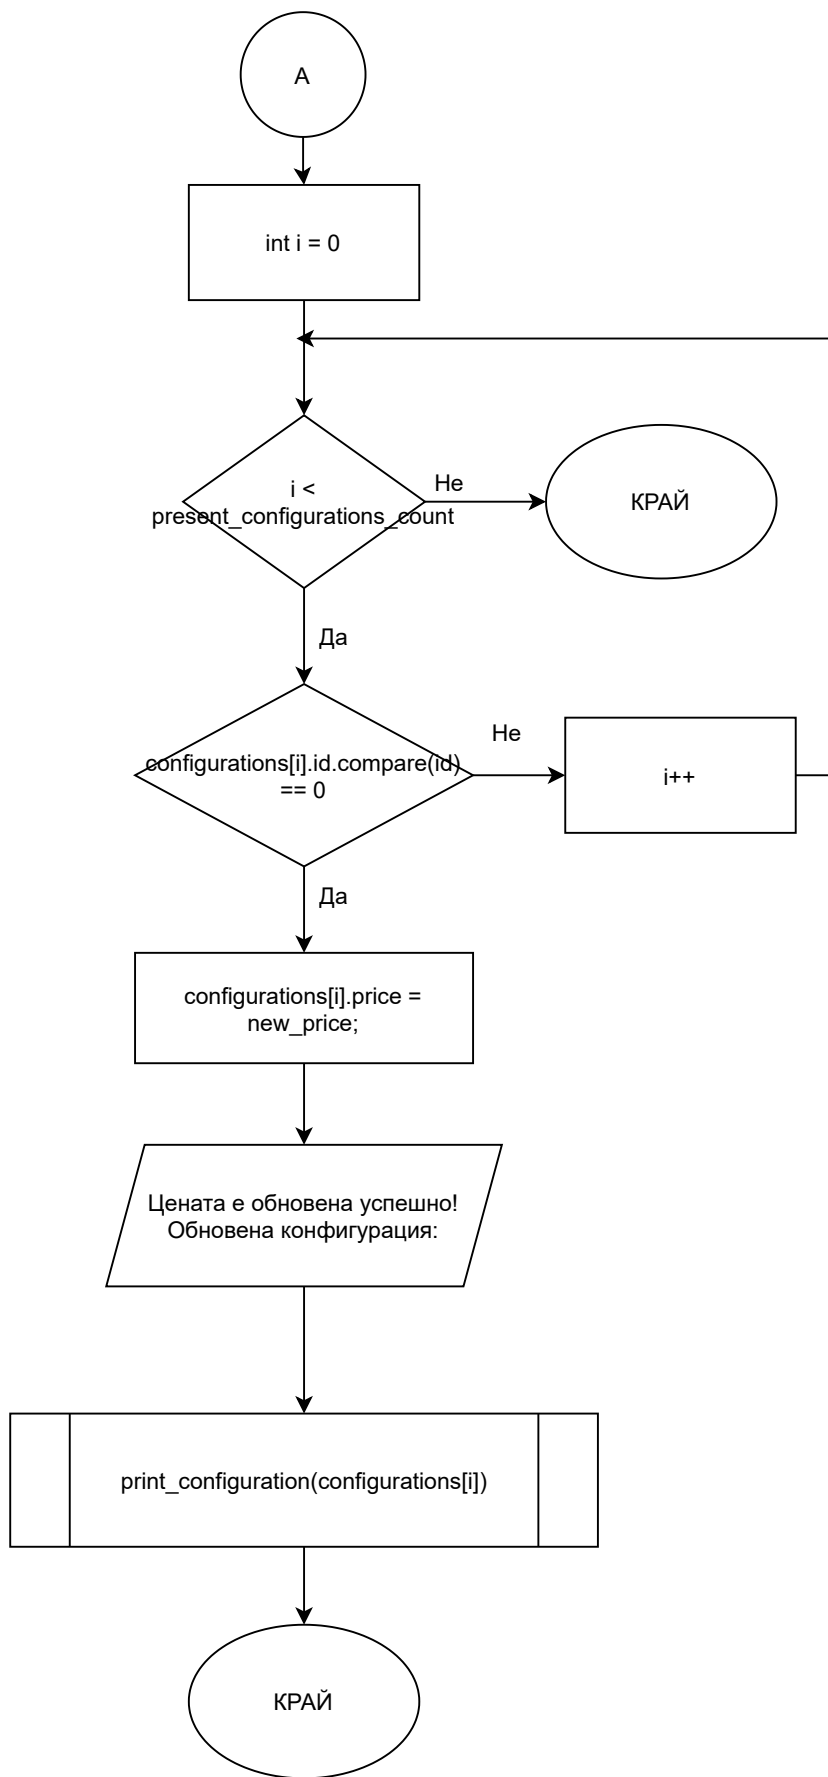 A
int i = 0
i <
present_configurations_count
Не
КРАЙ
Да
configurations[i].id.compare(id)
== 0
Не
i++
Да
configurations[i].price =
new_price;
Цената е обновена успешно!
Обновена конфигурация:
print_configuration(configurations[i])
КРАЙ